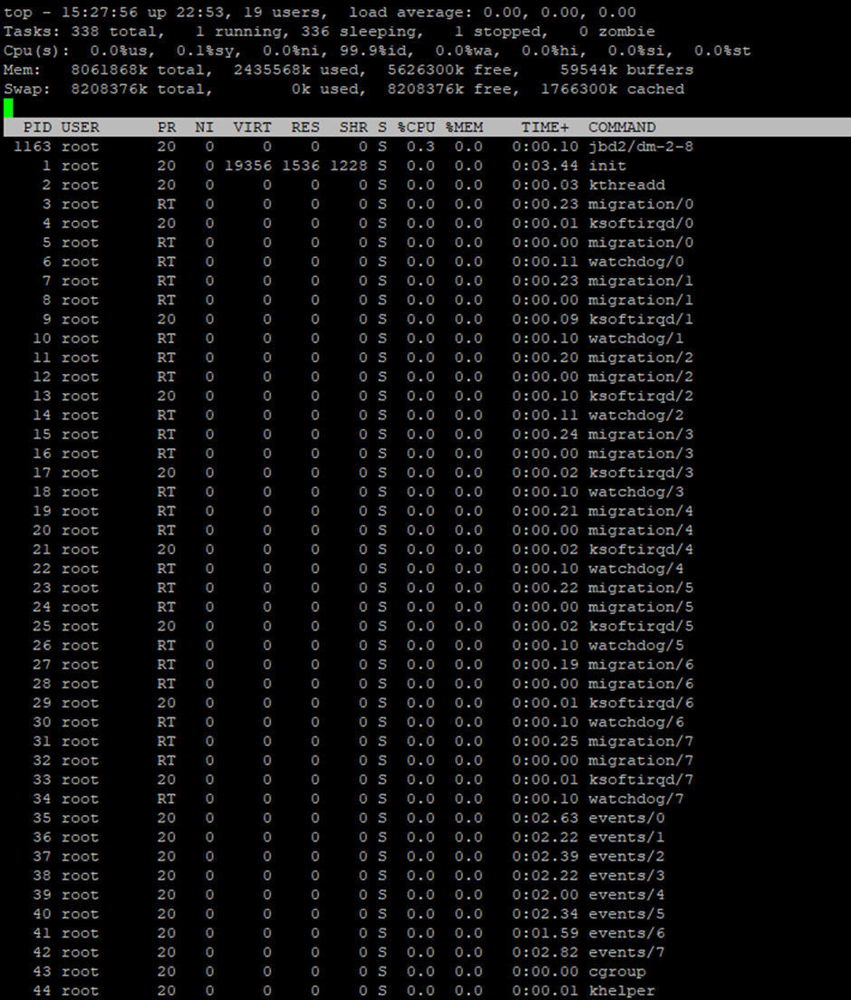 top - 15:27:56 up 22:53, 19 users,  load average: 0.00, 0.00, 0.00
Tasks: 338 total,   1 running, 336 sleeping,   1 stopped,   0 zombie
Cpu(s):  0.0%us,  0.1%sy,  0.0%ni, 99.9%id,  0.0%wa,  0.0%hi,  0.0%si,  0.0%st
Mem:   8061868k total,  2435568k used,  5626300k free,    59544k buffers
Swap:  8208376k total,        0k used,  8208376k free,  1766300k cached
  PID USER      PR  NI  VIRT  RES  SHR S %CPU %MEM    TIME+  COMMAND
 1163 root      20   0     0    0    0 S  0.3  0.0   0:00.10 jbd2/dm-2-8
    1 root      20   0 19356 1536 1228 S  0.0  0.0   0:03.44 init
    2 root      20   0     0    0    0 S  0.0  0.0   0:00.03 kthreadd
    3 root      RT   0     0    0    0 S  0.0  0.0   0:00.23 migration/0
    4 root      20   0     0    0    0 S  0.0  0.0   0:00.01 ksoftirqd/0
    5 root      RT   0     0    0    0 S  0.0  0.0   0:00.00 migration/0
    6 root      RT   0     0    0    0 S  0.0  0.0   0:00.11 watchdog/0
    7 root      RT   0     0    0    0 S  0.0  0.0   0:00.23 migration/1
    8 root      RT   0     0    0    0 S  0.0  0.0   0:00.00 migration/1
    9 root      20   0     0    0    0 S  0.0  0.0   0:00.09 ksoftirqd/1
   10 root      RT   0     0    0    0 S  0.0  0.0   0:00.10 watchdog/1
   11 root      RT   0     0    0    0 S  0.0  0.0   0:00.20 migration/2
   12 root      RT   0     0    0    0 S  0.0  0.0   0:00.00 migration/2
   13 root      20   0     0    0    0 S  0.0  0.0   0:00.10 ksoftirqd/2
   14 root      RT   0     0    0    0 S  0.0  0.0   0:00.11 watchdog/2
   15 root      RT   0     0    0    0 S  0.0  0.0   0:00.24 migration/3
   16 root      RT   0     0    0    0 S  0.0  0.0   0:00.00 migration/3
   17 root      20   0     0    0    0 S  0.0  0.0   0:00.02 ksoftirqd/3
   18 root      RT   0     0    0    0 S  0.0  0.0   0:00.10 watchdog/3
   19 root      RT   0     0    0    0 S  0.0  0.0   0:00.21 migration/4
   20 root      RT   0     0    0    0 S  0.0  0.0   0:00.00 migration/4
   21 root      20   0     0    0    0 S  0.0  0.0   0:00.02 ksoftirqd/4
   22 root      RT   0     0    0    0 S  0.0  0.0   0:00.10 watchdog/4
   23 root      RT   0     0    0    0 S  0.0  0.0   0:00.22 migration/5
   24 root      RT   0     0    0    0 S  0.0  0.0   0:00.00 migration/5
   25 root      20   0     0    0    0 S  0.0  0.0   0:00.02 ksoftirqd/5
   26 root      RT   0     0    0    0 S  0.0  0.0   0:00.10 watchdog/5
   27 root      RT   0     0    0    0 S  0.0  0.0   0:00.19 migration/6
   28 root      RT   0     0    0    0 S  0.0  0.0   0:00.00 migration/6
   29 root      20   0     0    0    0 S  0.0  0.0   0:00.01 ksoftirqd/6
   30 root      RT   0     0    0    0 S  0.0  0.0   0:00.10 watchdog/6
   31 root      RT   0     0    0    0 S  0.0  0.0   0:00.25 migration/7
   32 root      RT   0     0    0    0 S  0.0  0.0   0:00.00 migration/7
   33 root      20   0     0    0    0 S  0.0  0.0   0:00.01 ksoftirqd/7
   34 root      RT   0     0    0    0 S  0.0  0.0   0:00.10 watchdog/7
   35 root      20   0     0    0    0 S  0.0  0.0   0:02.63 events/0
   36 root      20   0     0    0    0 S  0.0  0.0   0:02.22 events/1
   37 root      20   0     0    0    0 S  0.0  0.0   0:02.39 events/2
   38 root      20   0     0    0    0 S  0.0  0.0   0:02.22 events/3
   39 root      20   0     0    0    0 S  0.0  0.0   0:02.00 events/4
   40 root      20   0     0    0    0 S  0.0  0.0   0:02.34 events/5
   41 root      20   0     0    0    0 S  0.0  0.0   0:01.59 events/6
   42 root      20   0     0    0    0 S  0.0  0.0   0:02.82 events/7
   43 root      20   0     0    0    0 S  0.0  0.0   0:00.00 cgroup
   44 root      20   0     0    0    0 S  0.0  0.0   0:00.01 khelper